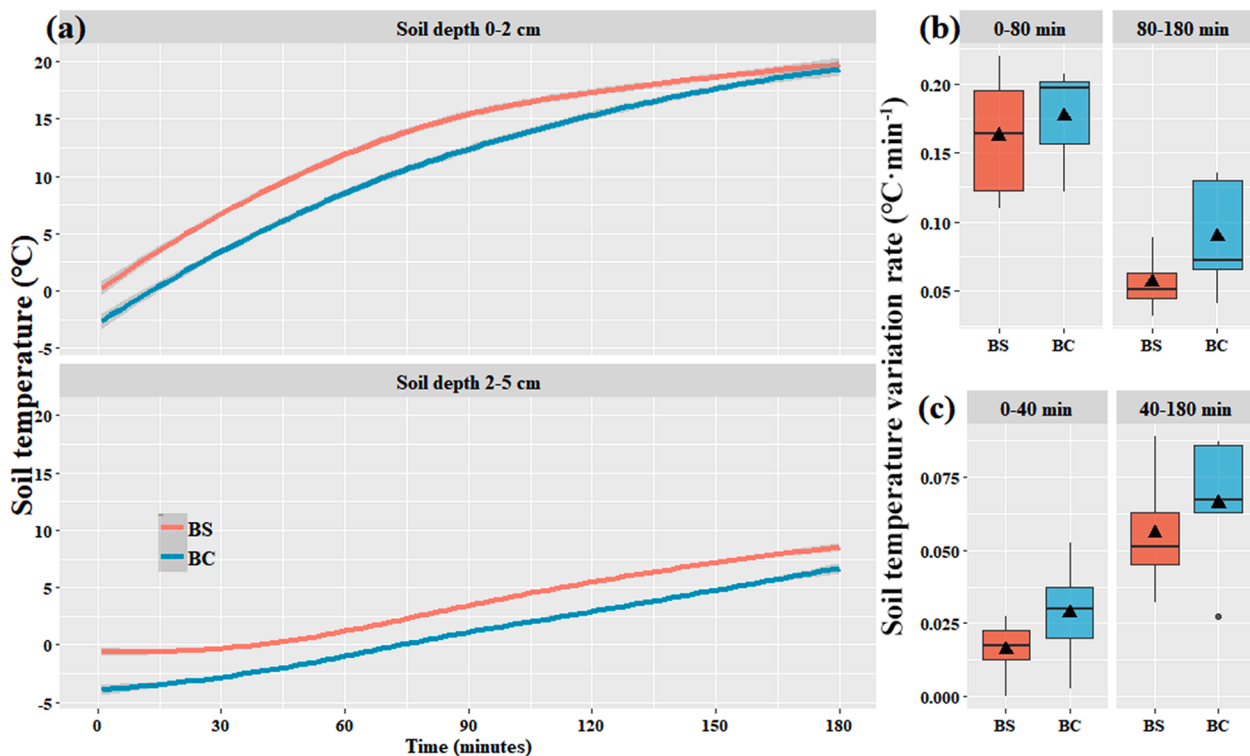 (a)
Soil depth 0-2 cm
20
15
10
5
0
-5
Soil depth 2-5 cm
20
15
10
5
0
-5
BS
BC
0 30 60 90 120 150 180
Time (minutes)
Soil temperature (°C)
(b)
0-80 min 80-180 min
0.20
0.15
0.10
0.05
BS BC BS BC
Soil temperature variation rate (°C·min⁻¹)
(c)
0-40 min 40-180 min
0.075
0.050
0.025
0.000
BS BC BS BC